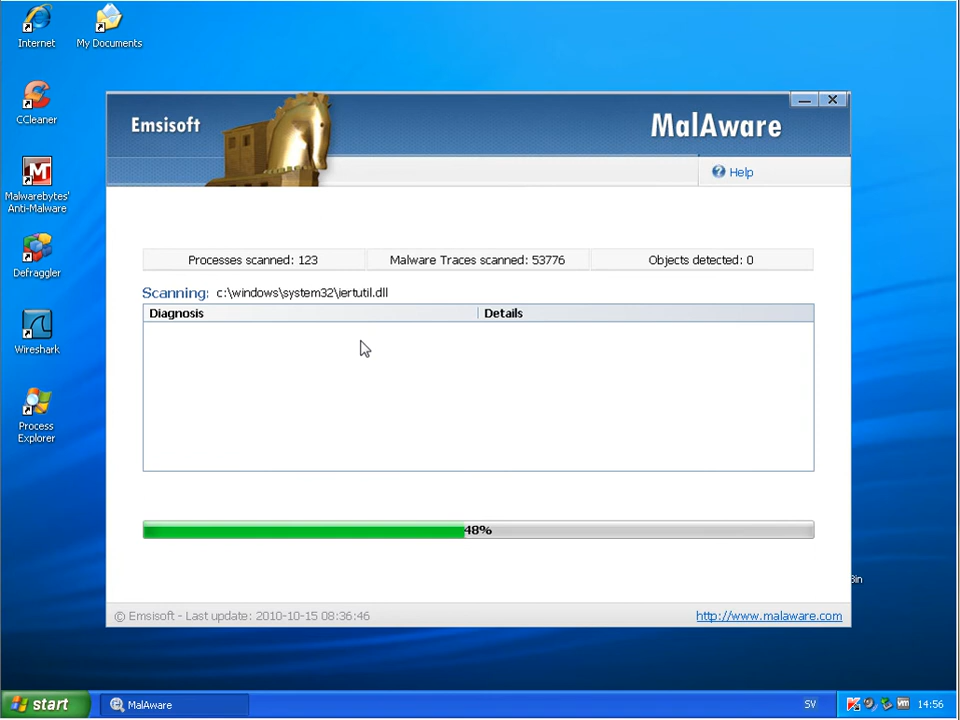 Internet
My Documents
CCleaner
Malwarebytes'
Anti-Malware
Defraggler
Wireshark
Process
Explorer
Emsisoft
MalAware
Help
Processes scanned: 123
Malware Traces scanned: 53776
Objects detected: 0
Scanning: c:\windows\system32\iertutil.dll
Diagnosis
Details
48%
Bin
© Emsisoft - Last update: 2010-10-15 08:36:46
http://www.malaware.com
start
MalAware
SV
14:56